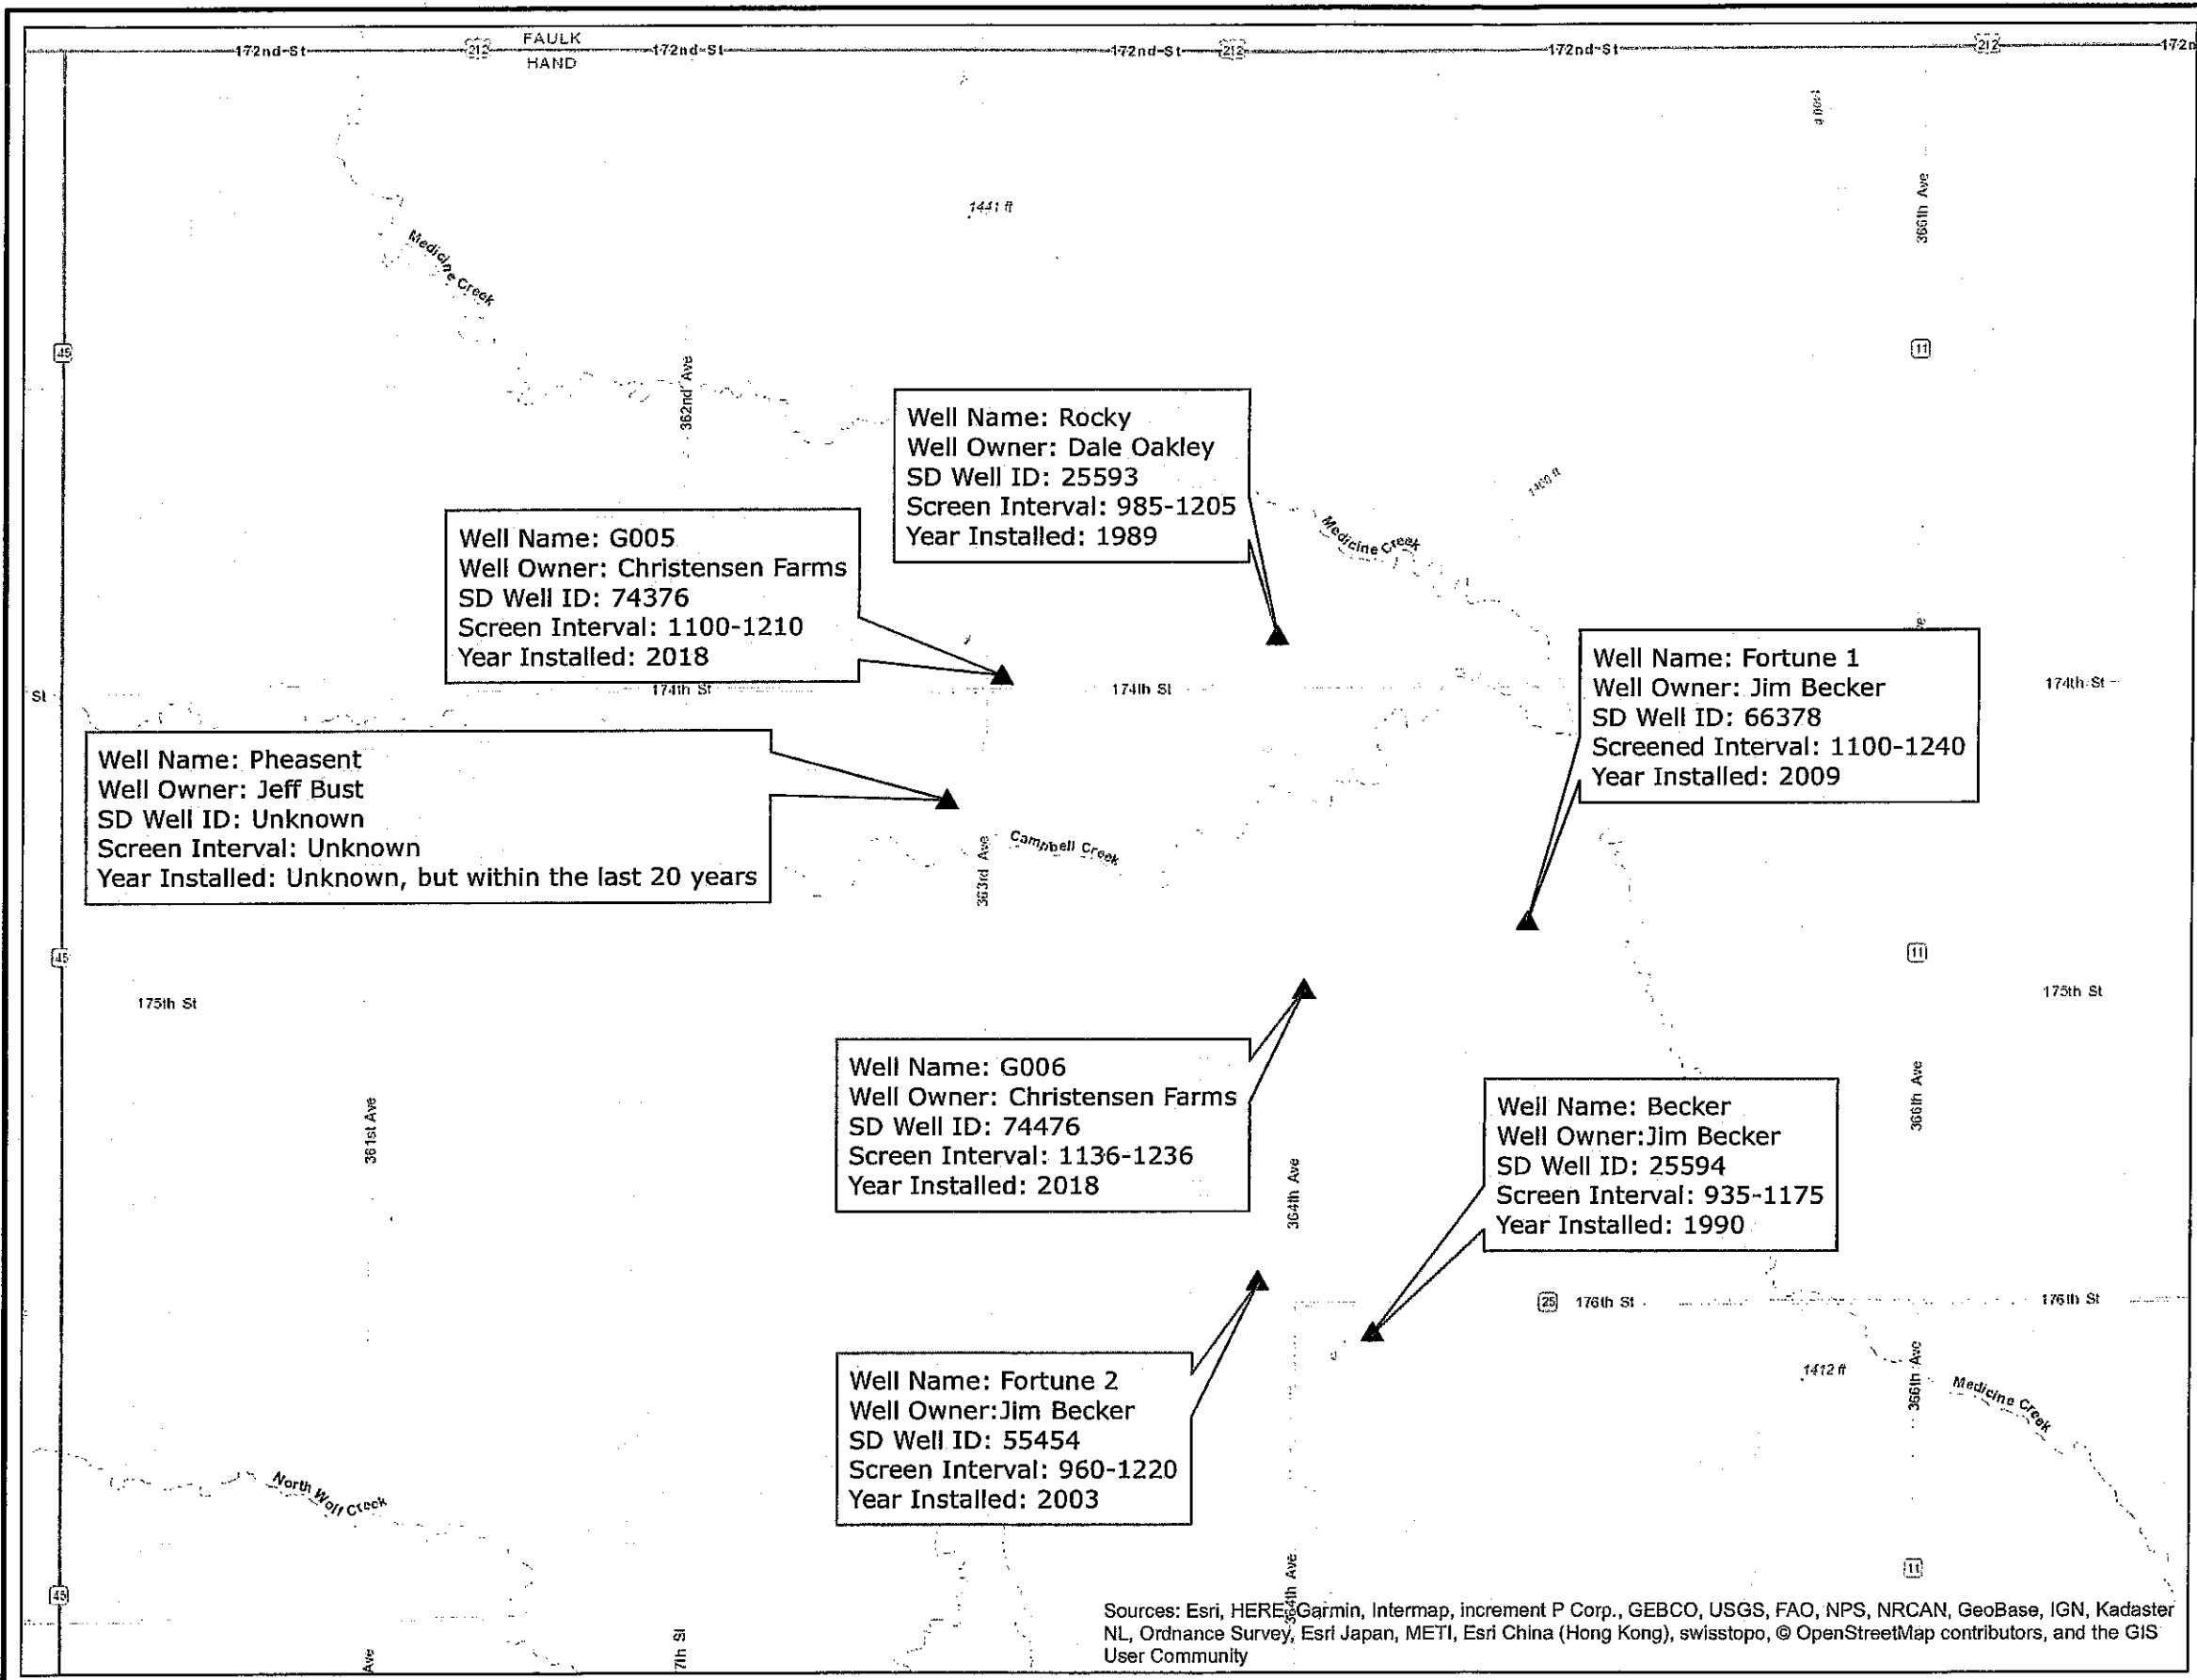 FAULK
172nd-St
212
172nd-St
172nd-St
212
172nd-St
212
HAND
366th Ave
1441 ft
Medicine Creek
45
11
362nd Ave
Well Name: Rocky
Well Owner: Dale Oakley
SD Well ID: 25593
Screen Interval: 985-1205
Year Installed: 1989
1400 ft
Medicine Creek
Well Name: G005
Well Owner: Christensen Farms
SD Well ID: 74376
Screen Interval: 1100-1210
Year Installed: 2018
Well Name: Fortune 1
Well Owner: Jim Becker
SD Well ID: 66378
Screened Interval: 1100-1240
Year Installed: 2009
St
174th St
174th St
174th St
Well Name: Pheasent
Well Owner: Jeff Bust
SD Well ID: Unknown
Screen Interval: Unknown
Year Installed: Unknown, but within the last 20 years
363rd Ave
Campbell Creek
45
11
175th St
175th St
Well Name: G006
Well Owner: Christensen Farms
SD Well ID: 74476
Screen Interval: 1136-1236
Year Installed: 2018
361st Ave
364th Ave
366th Ave
Well Name: Becker
Well Owner:Jim Becker
SD Well ID: 25594
Screen Interval: 935-1175
Year Installed: 1990
25
176th St
176th St
Well Name: Fortune 2
Well Owner:Jim Becker
SD Well ID: 55454
Screen Interval: 960-1220
Year Installed: 2003
1412 ft
366th Ave
Medicine Creek
North Wolf Creek
45
11
364th Ave
Ave
7th St
Sources: Esri, HERE, Garmin, Intermap, increment P Corp., GEBCO, USGS, FAO, NPS, NRCAN, GeoBase, IGN, Kadaster
NL, Ordnance Survey, Esri Japan, METI, Esri China (Hong Kong), swisstopo, © OpenStreetMap contributors, and the GIS
User Community